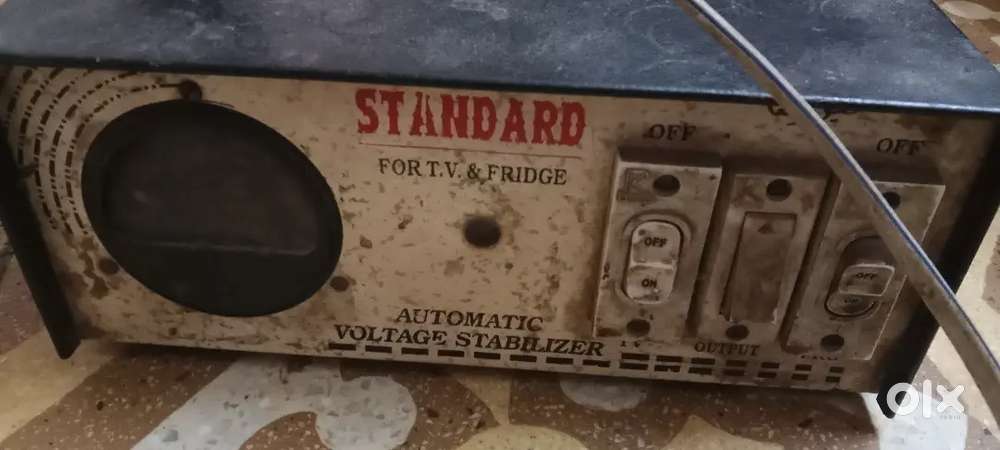 STANDARD
FOR T.V. & FRIDGE
OFF
OFF
OFF
ON
OFF
AUTOMATIC
VOLTAGE STABILIZER
OUTPUT
olx